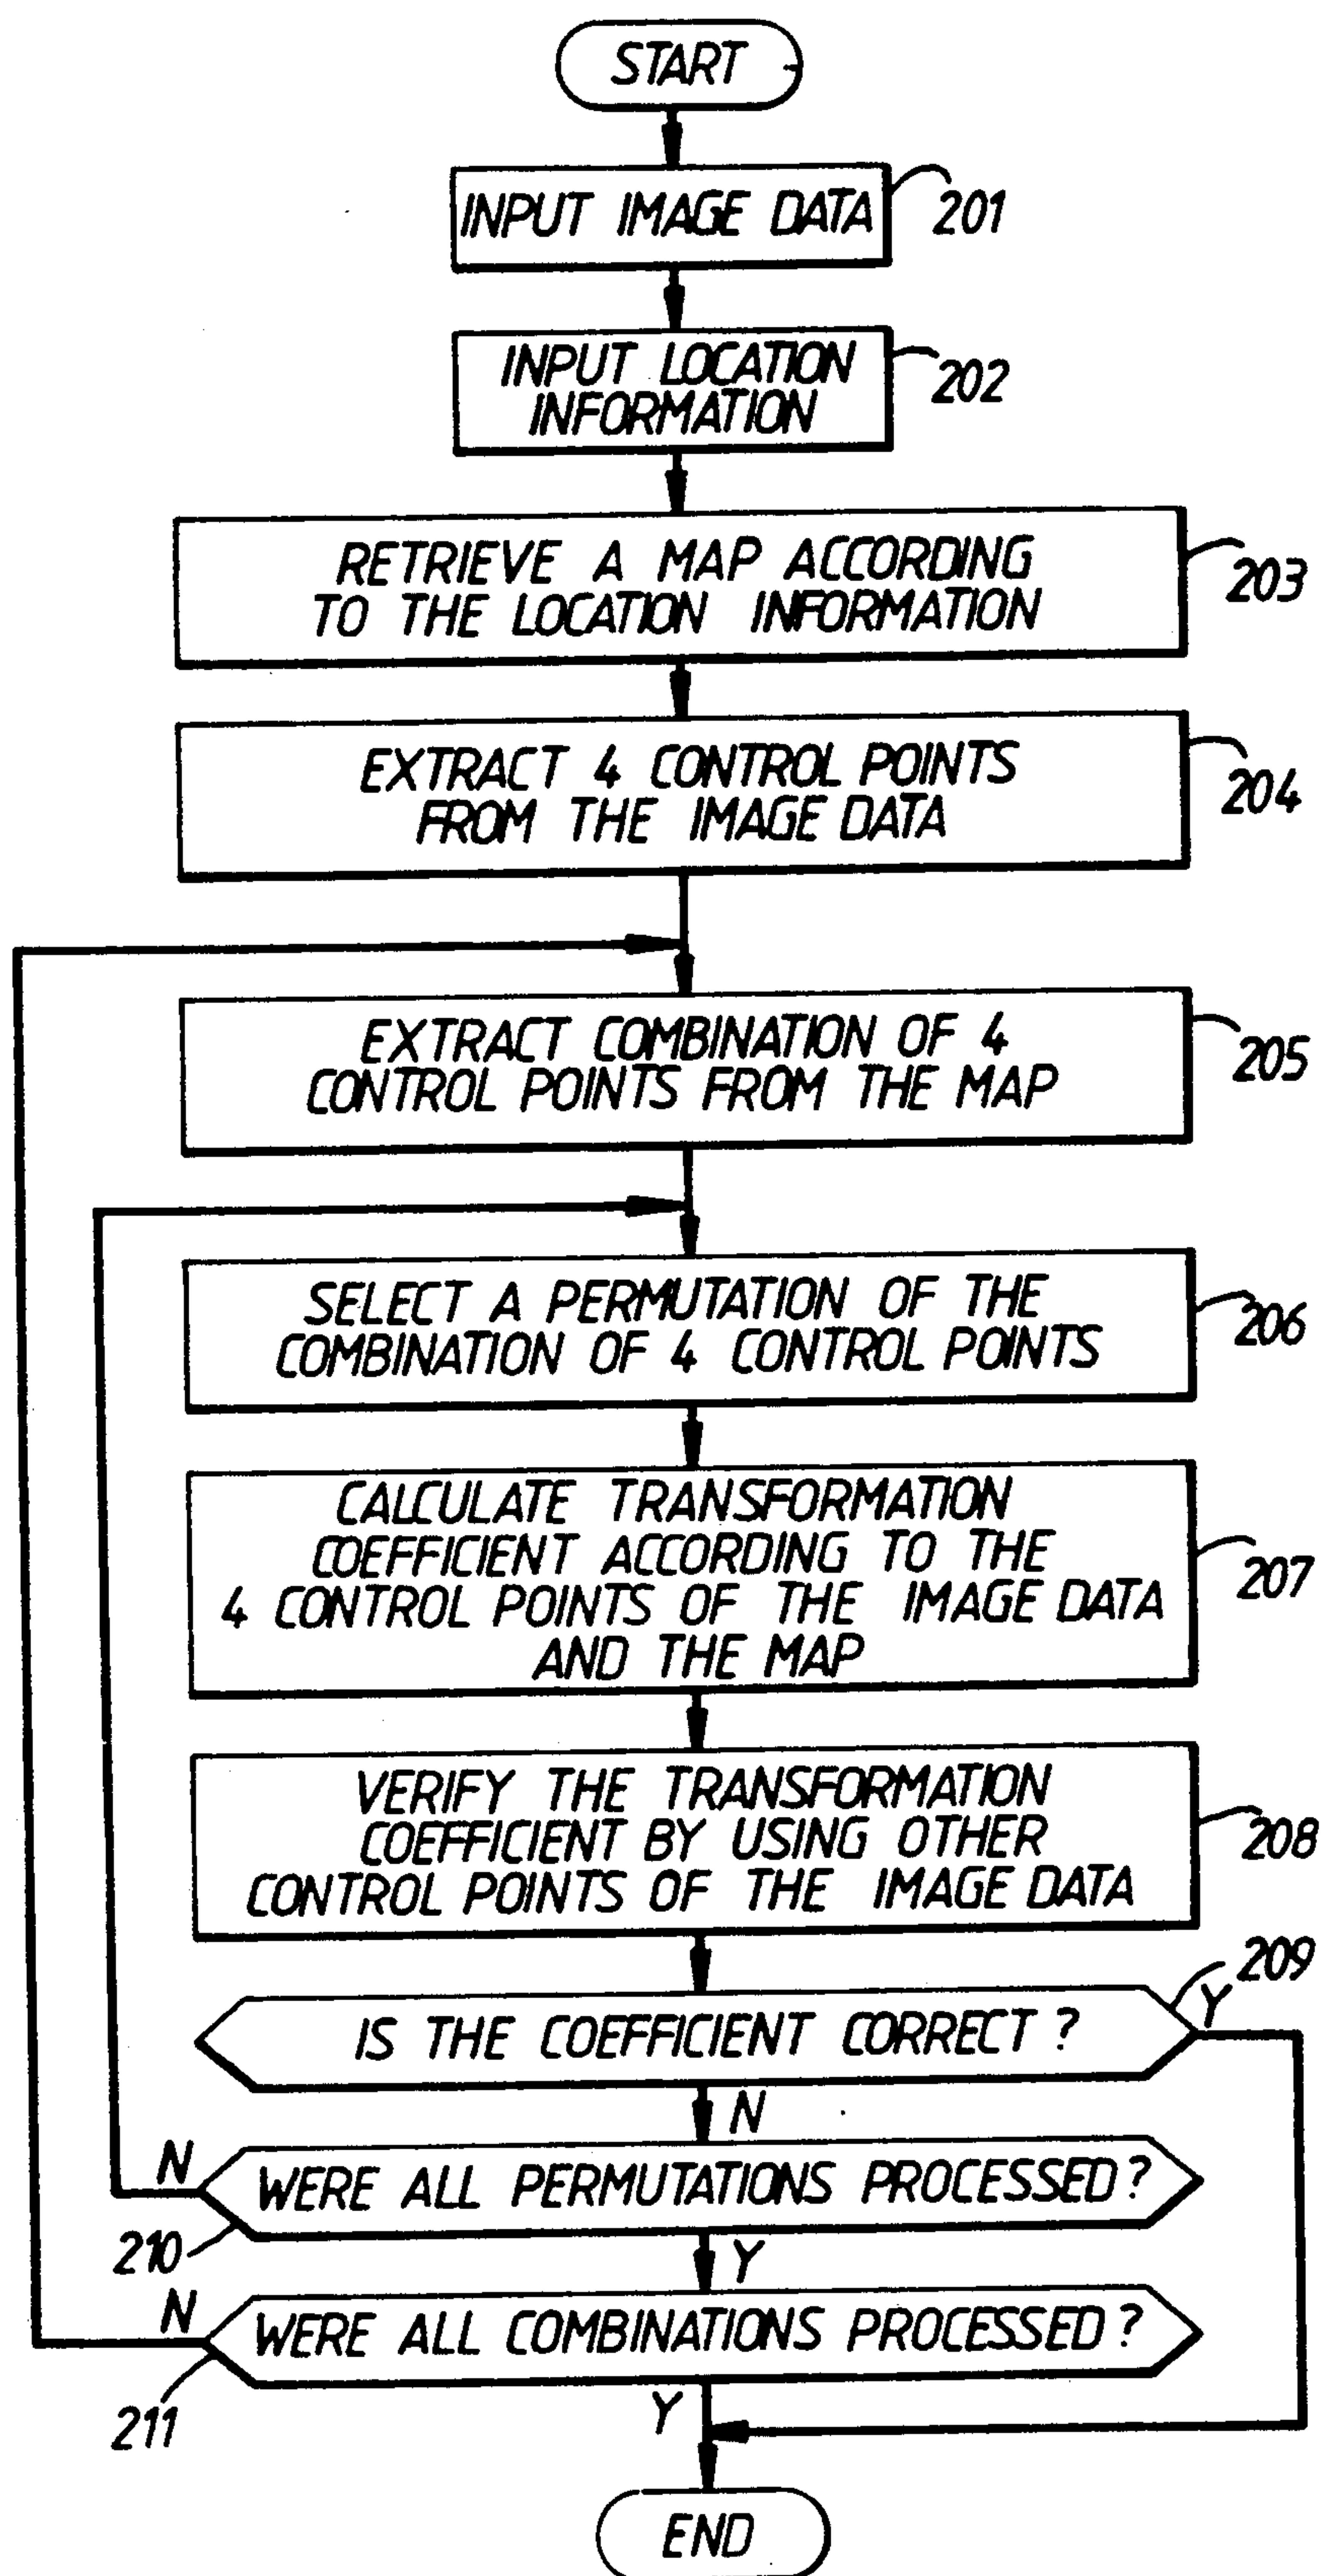 START
INPUT IMAGE DATA
201
INPUT LOCATION
INFORMATION
202
RETRIEVE A MAP ACCORDING
TO THE LOCATION INFORMATION
203
EXTRACT 4 CONTROL POINTS
FROM THE IMAGE DATA
204
EXTRACT COMBINATION OF 4
CONTROL POINTS FROM THE MAP
205
SELECT A PERMUTATION OF THE
COMBINATION OF 4 CONTROL POINTS
206
CALCULATE TRANSFORMATION
COEFFICIENT ACCORDING TO THE
4 CONTROL POINTS OF THE IMAGE DATA
AND THE MAP
207
VERIFY THE TRANSFORMATION
COEFFICIENT BY USING OTHER
CONTROL POINTS OF THE IMAGE DATA
208
209
IS THE COEFFICIENT CORRECT ?
Y
N
N
WERE ALL PERMUTATIONS PROCESSED ?
210
Y
N
WERE ALL COMBINATIONS PROCESSED ?
211
Y
END